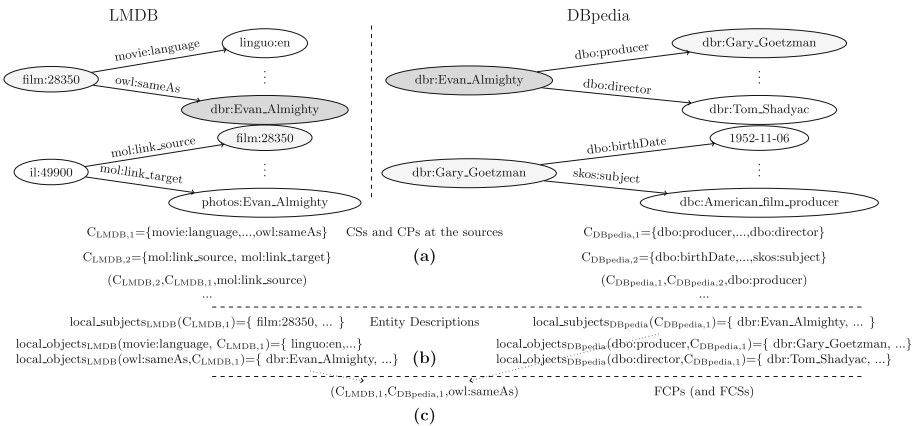 LMDB DBpedia
movie:language linguo:en
film:28350
⋮
owl:sameAs
dbr:Evan_Almighty
dbo:producer dbr:Gary_Goetzman
dbr:Evan_Almighty
⋮
dbo:director
dbr:Tom_Shadyac
mol:link_source film:28350
il:49900
⋮
mol:link_target
photos:Evan_Almighty
dbo:birthDate 1952-11-06
dbr:Gary_Goetzman
⋮
skos:subject
dbc:American_film_producer
C_LMDB,1={movie:language,...,owl:sameAs} CSs and CPs at the sources C_DBpedia,1={dbo:producer,...,dbo:director}
C_LMDB,2={mol:link_source, mol:link_target} (a) C_DBpedia,2={dbo:birthDate,...,skos:subject}
(C_LMDB,2,C_LMDB,1,mol:link_source) (C_DBpedia,1,C_DBpedia,2,dbo:producer)
... ...
local_subjects_LMDB(C_LMDB,1)={ film:28350, ... } Entity Descriptions local_subjects_DBpedia(C_DBpedia,1)={ dbr:Evan_Almighty, ... }
local_objects_LMDB(movie:language, C_LMDB,1)={ linguo:en,...} local_objects_DBpedia(dbo:producer,C_DBpedia,1)={ dbr:Gary_Goetzman, ...}
local_objects_LMDB(owl:sameAs,C_LMDB,1)={ dbr:Evan_Almighty, ...} (b) local_objects_DBpedia(dbo:director,C_DBpedia,1)={ dbr:Tom_Shadyac, ...}
(C_LMDB,1,C_DBpedia,1,owl:sameAs) FCPs (and FCSs)
(c)